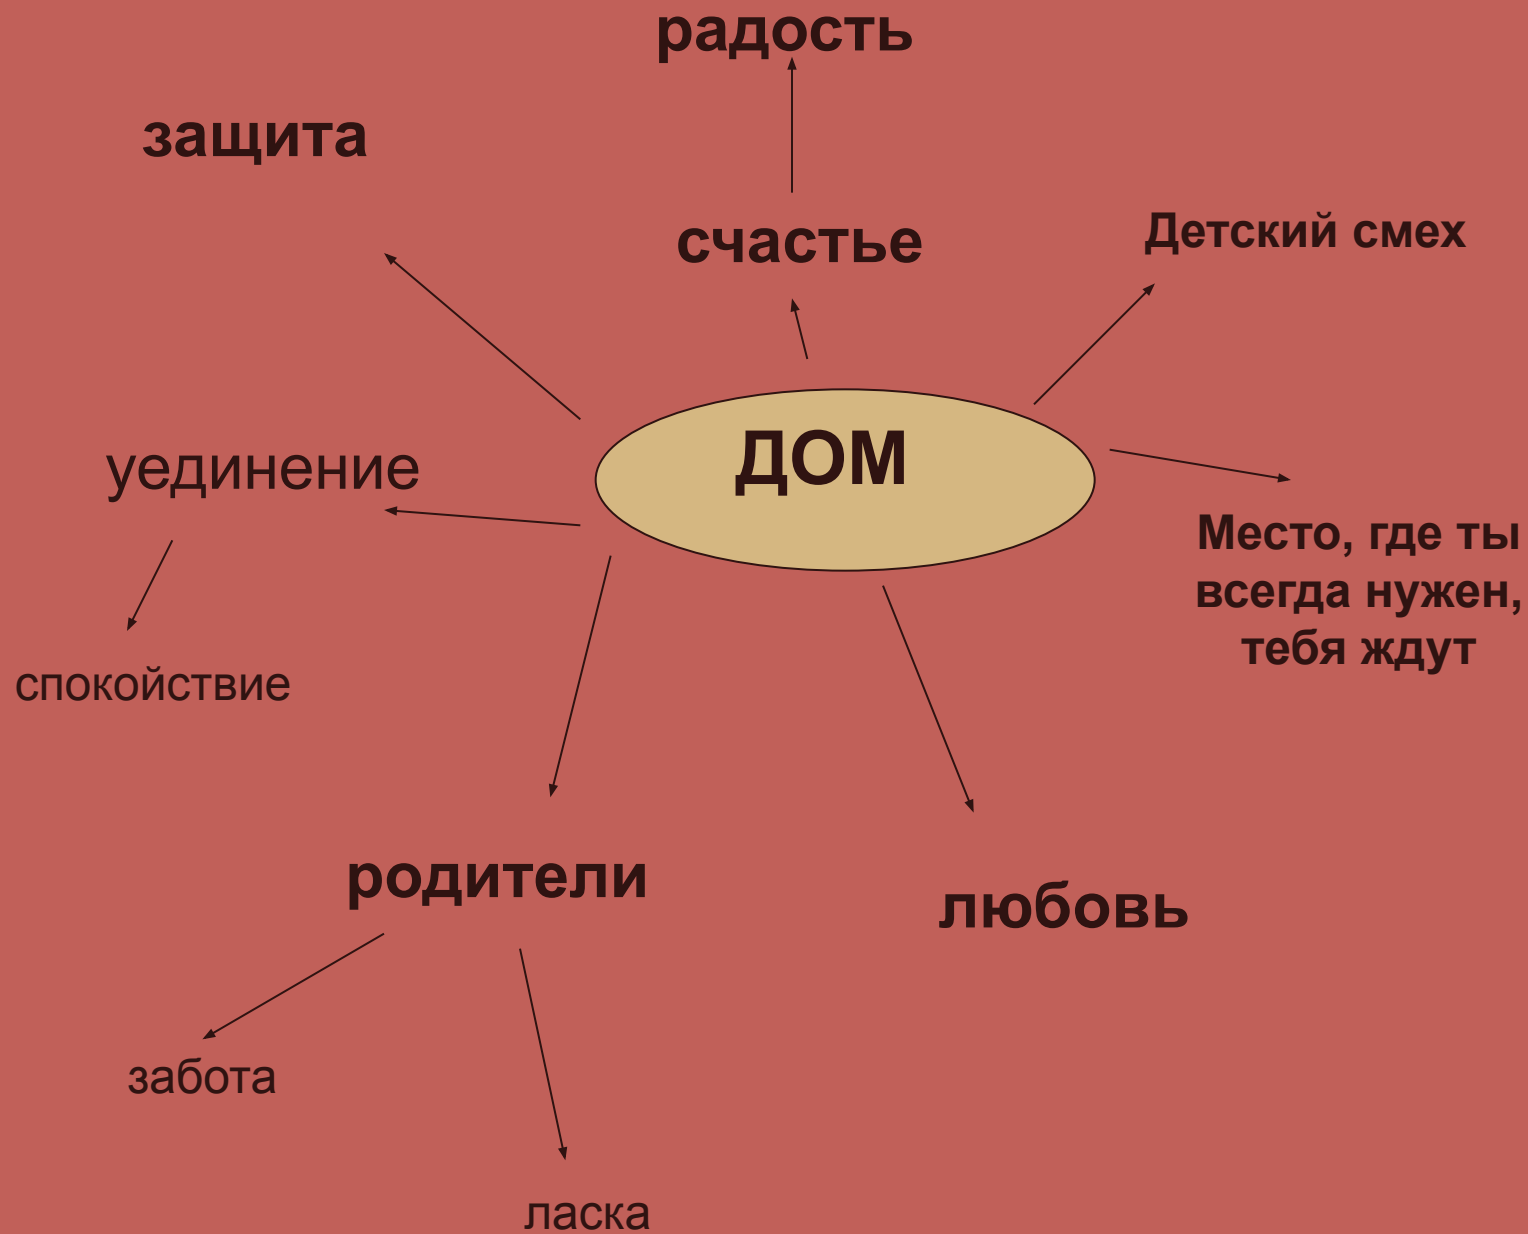 радость
защита
счастье
Детский смех
ДОМ
уединение
Место, где ты
всегда нужен,
тебя ждут
спокойствие
родители
любовь
забота
ласка